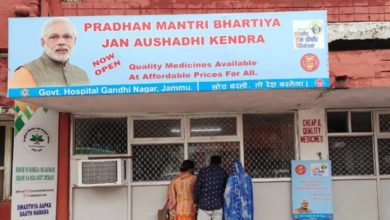 PRADHAN MANTRI BHARTIYA
JAN AUSHADHI KENDRA
NOW
OPEN
Quality Medicines Available
At Affordable Prices For All.
Govt. Hospital Gandhi Nagar, Jammu.
सोच बदलो, तो देश बदलेगा !
CHEAP
&
QUALITY
MEDICINES
SWASTHYA AAPKA
SAATH HAMARA